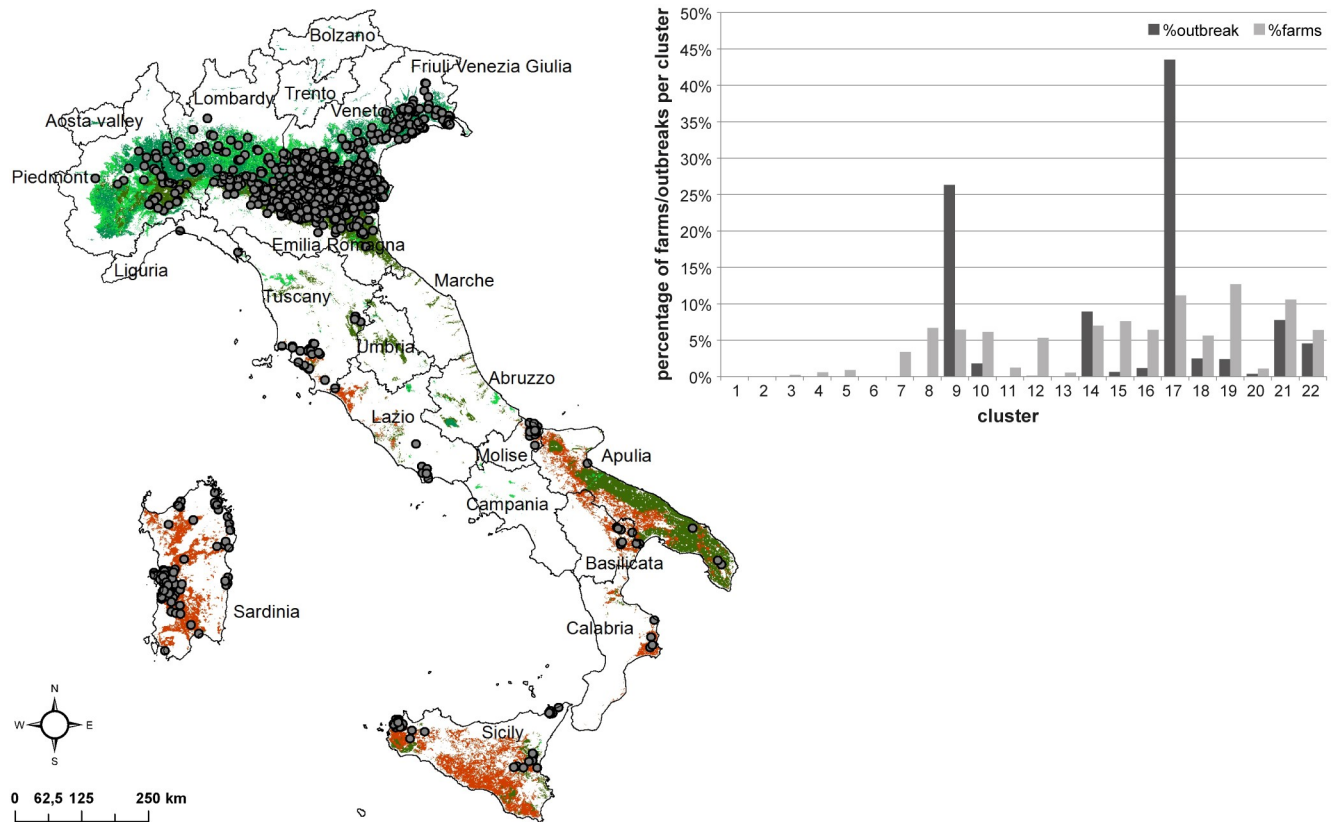 Bolzano
Friuli Venezia Giulia
Trento
Lombardy
Veneto
Aosta valley
Piedmont
Emilia Romagna
Liguria
Marche
Tuscany
Umbria
Abruzzo
Lazio
Molise
Apulia
Campania
Basilicata
Sardinia
Calabria
Sicily
N
W E
S
0 62,5 125 250 km
percentage of farms/outbreaks per cluster
50%
45%
40%
35%
30%
25%
20%
15%
10%
5%
0%
%outbreak %farms
1 2 3 4 5 6 7 8 9 10 11 12 13 14 15 16 17 18 19 20 21 22
cluster